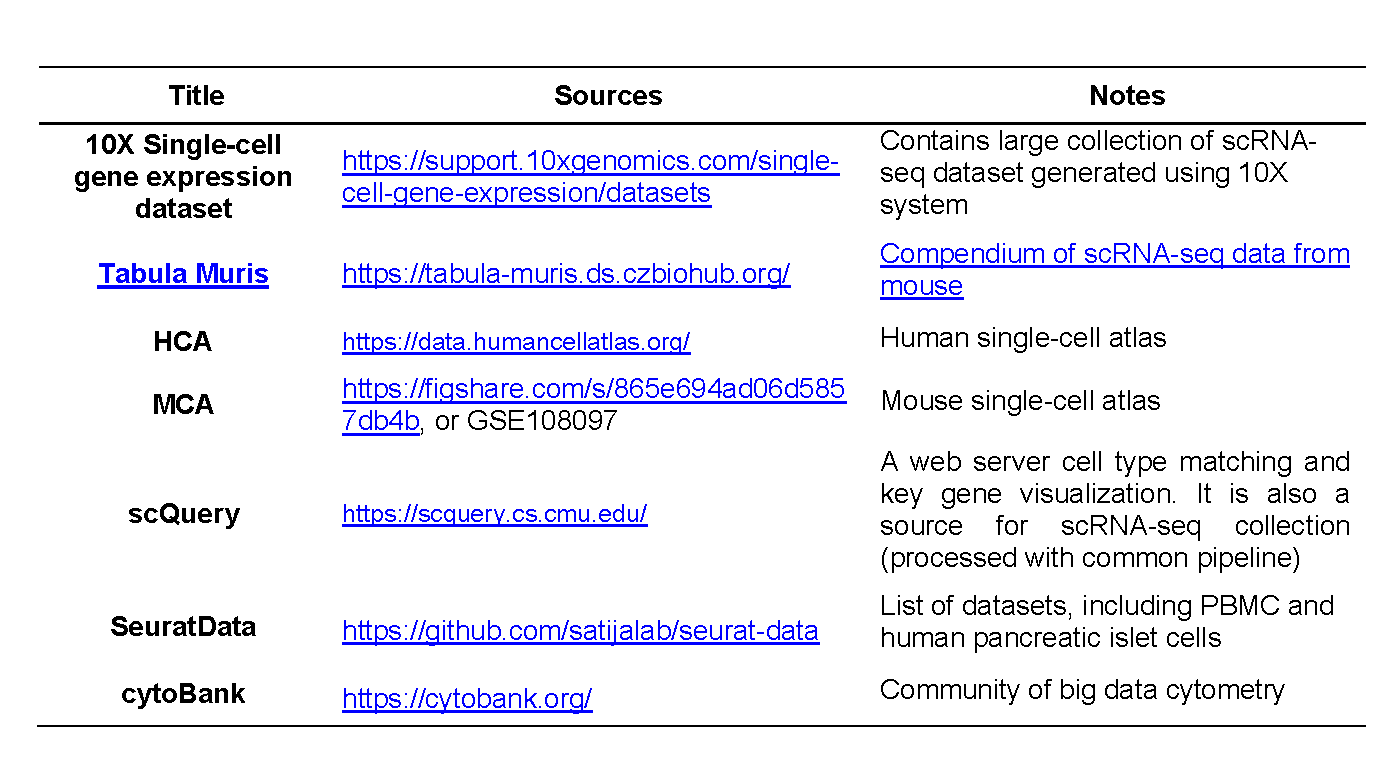 Title Sources Notes
10X Single-cell
gene expression
dataset
https://support.10xgenomics.com/single-
cell-gene-expression/datasets
Contains large collection of scRNA-
seq dataset generated using 10X
system
Tabula Muris
https://tabula-muris.ds.czbiohub.org/
Compendium of scRNA-seq data from
mouse
HCA
https://data.humancellatlas.org/
Human single-cell atlas
MCA
https://figshare.com/s/865e694ad06d585
7db4b, or GSE108097
Mouse single-cell atlas
scQuery
https://scquery.cs.cmu.edu/
A web server cell type matching and
key gene visualization. It is also a
source for scRNA-seq collection
(processed with common pipeline)
SeuratData
https://github.com/satijalab/seurat-data
List of datasets, including PBMC and
human pancreatic islet cells
cytoBank
https://cytobank.org/
Community of big data cytometry